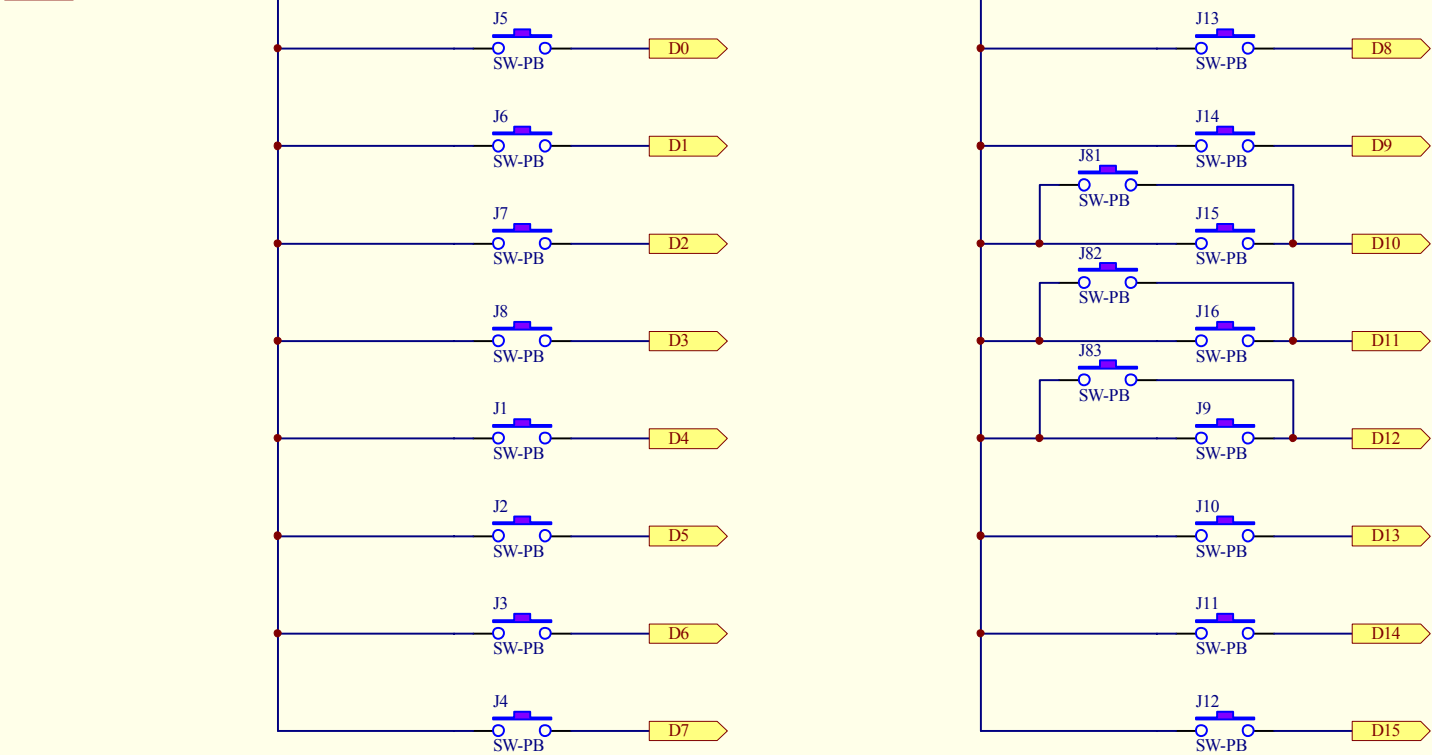 J5
D0
SW-PB
J6
D1
SW-PB
J7
D2
SW-PB
J8
D3
SW-PB
J1
D4
SW-PB
J2
D5
SW-PB
J3
D6
SW-PB
J4
D7
SW-PB
J13
D8
SW-PB
J14
D9
SW-PB
J81
SW-PB
J15
D10
SW-PB
J82
SW-PB
J16
D11
SW-PB
J83
SW-PB
J9
D12
SW-PB
J10
D13
SW-PB
J11
D14
SW-PB
J12
D15
SW-PB